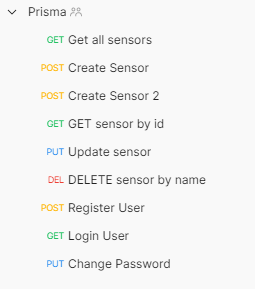 Prisma
GET Get all sensors
POST Create Sensor
POST Create Sensor 2
GET GET sensor by id
PUT Update sensor
DEL DELETE sensor by name
POST Register User
GET Login User
PUT Change Password